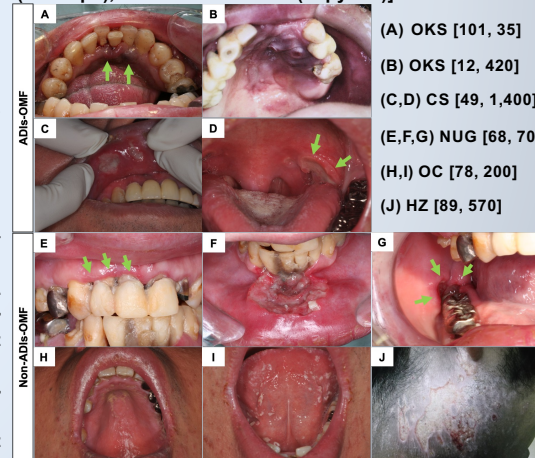 A
B
(A) OKS [101, 35]
(B) OKS [12, 420]
(C,D) CS [49, 1,400]
ADIs-OMF
C
D
(E,F,G) NUG [68, 70
(H,I) OC [78, 200]
(J) HZ [89, 570]
E
F
G
Non-ADIs-OMF
H
I
J